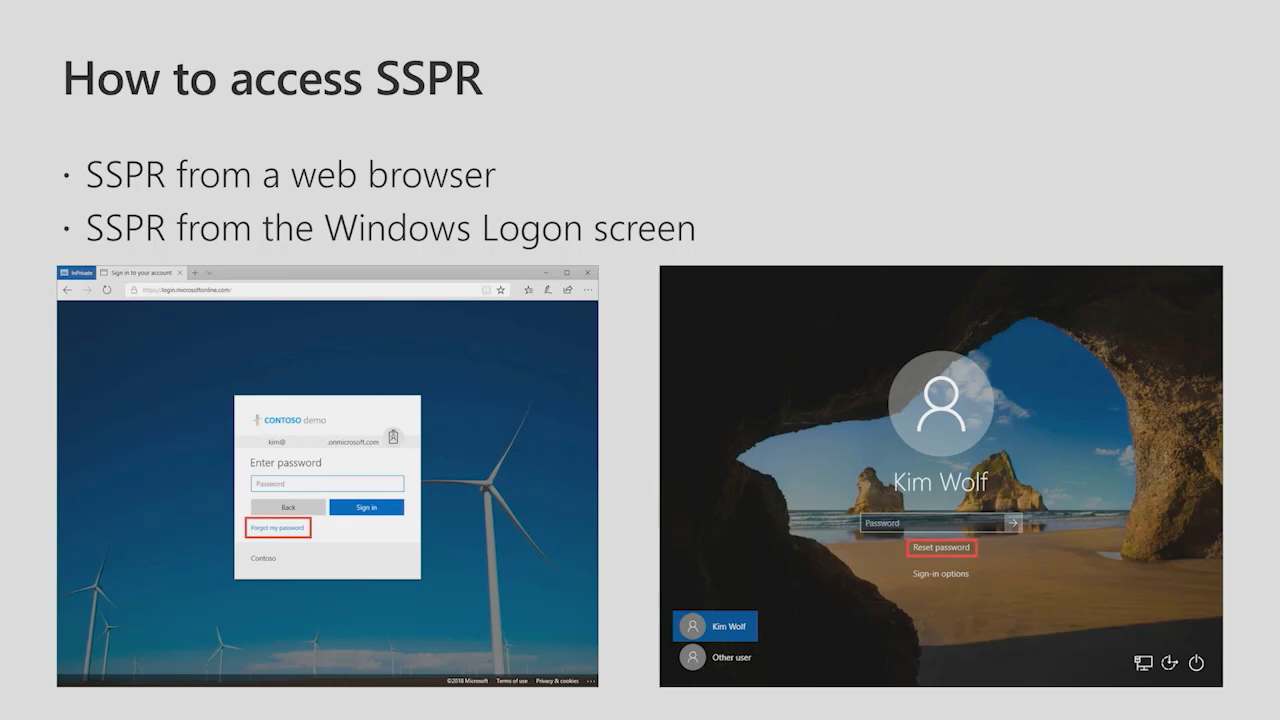 How to access SSPR
· SSPR from a web browser
· SSPR from the Windows Logon screen
InPrivate
Sign in to your account
https://login.microsoftonline.com/
CONTOSO demo
kim@ .onmicrosoft.com
Enter password
Password
Back Sign in
Forgot my password
Contoso
©2018 Microsoft Terms of use Privacy & cookies ...
Kim Wolf
Password
Reset password
Sign-in options
Kim Wolf
Other user